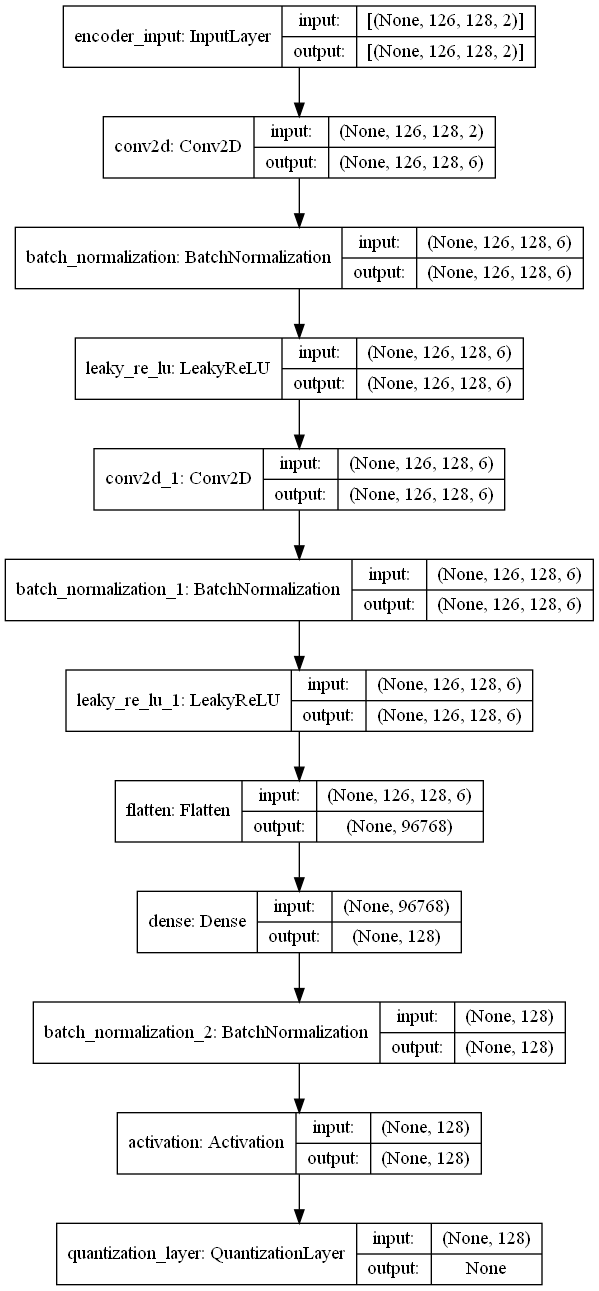 encoder_input: InputLayer
input:
[(None, 126, 128, 2)]
output:
[(None, 126, 128, 2)]
conv2d: Conv2D
input:
(None, 126, 128, 2)
output:
(None, 126, 128, 6)
batch_normalization: BatchNormalization
input:
(None, 126, 128, 6)
output:
(None, 126, 128, 6)
leaky_re_lu: LeakyReLU
input:
(None, 126, 128, 6)
output:
(None, 126, 128, 6)
conv2d_1: Conv2D
input:
(None, 126, 128, 6)
output:
(None, 126, 128, 6)
batch_normalization_1: BatchNormalization
input:
(None, 126, 128, 6)
output:
(None, 126, 128, 6)
leaky_re_lu_1: LeakyReLU
input:
(None, 126, 128, 6)
output:
(None, 126, 128, 6)
flatten: Flatten
input:
(None, 126, 128, 6)
output:
(None, 96768)
dense: Dense
input:
(None, 96768)
output:
(None, 128)
batch_normalization_2: BatchNormalization
input:
(None, 128)
output:
(None, 128)
activation: Activation
input:
(None, 128)
output:
(None, 128)
quantization_layer: QuantizationLayer
input:
(None, 128)
output:
None